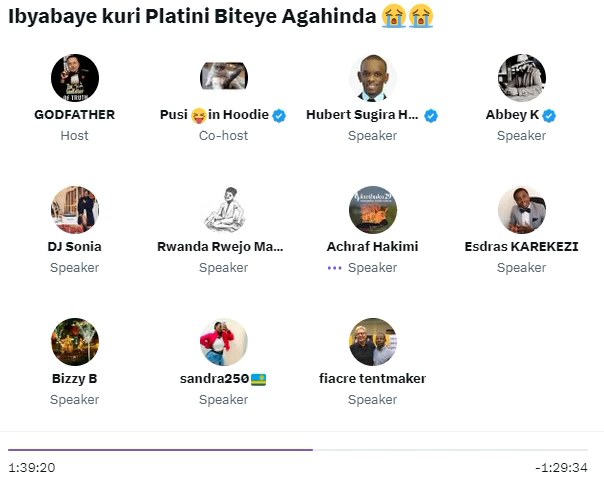 Ibyabaye kuri Platini Biteye Agahinda 😭😭
GODFATHER
Host
Pusi 😝in Hoodie
Co-host
Hubert Sugira H...
Speaker
Abbey K
Speaker
DJ Sonia
Speaker
Rwanda Rwejo Ma...
Speaker
Achraf Hakimi
Speaker
Esdras KAREKEZI
Speaker
Bizzy B
Speaker
sandra250🇷🇼
Speaker
fiacre tentmaker
Speaker
1:39:20
-1:29:34